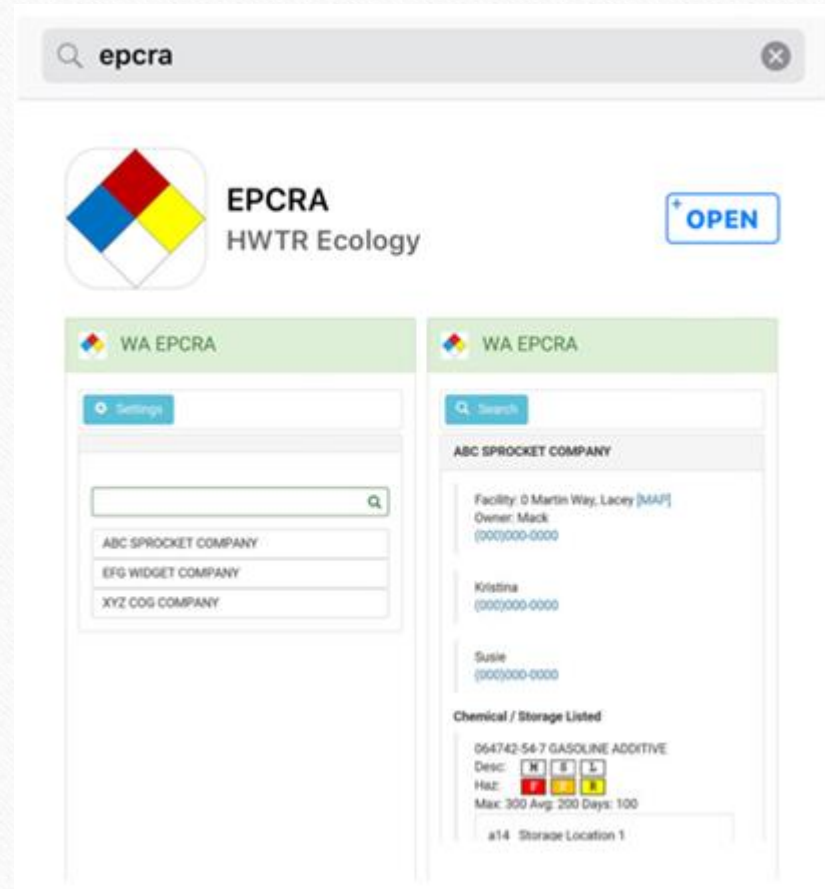 epcra
EPCRA
HWTR Ecology
OPEN
WA EPCRA
Settings
ABC SPROCKET COMPANY
EFG WIDGET COMPANY
XYZ COG COMPANY
WA EPCRA
Search
ABC SPROCKET COMPANY
Facility: 0 Martin Way, Lacey [MAP]
Owner: Mack
(000)000-0000
Kristina
(000)000-0000
Susie
(000)000-0000
Chemical / Storage Listed
064742-54-7 GASOLINE ADDITIVE
Desc: M S L
Haz: F R
Max: 300 Avg: 200 Days: 100
a14 Storage Location 1